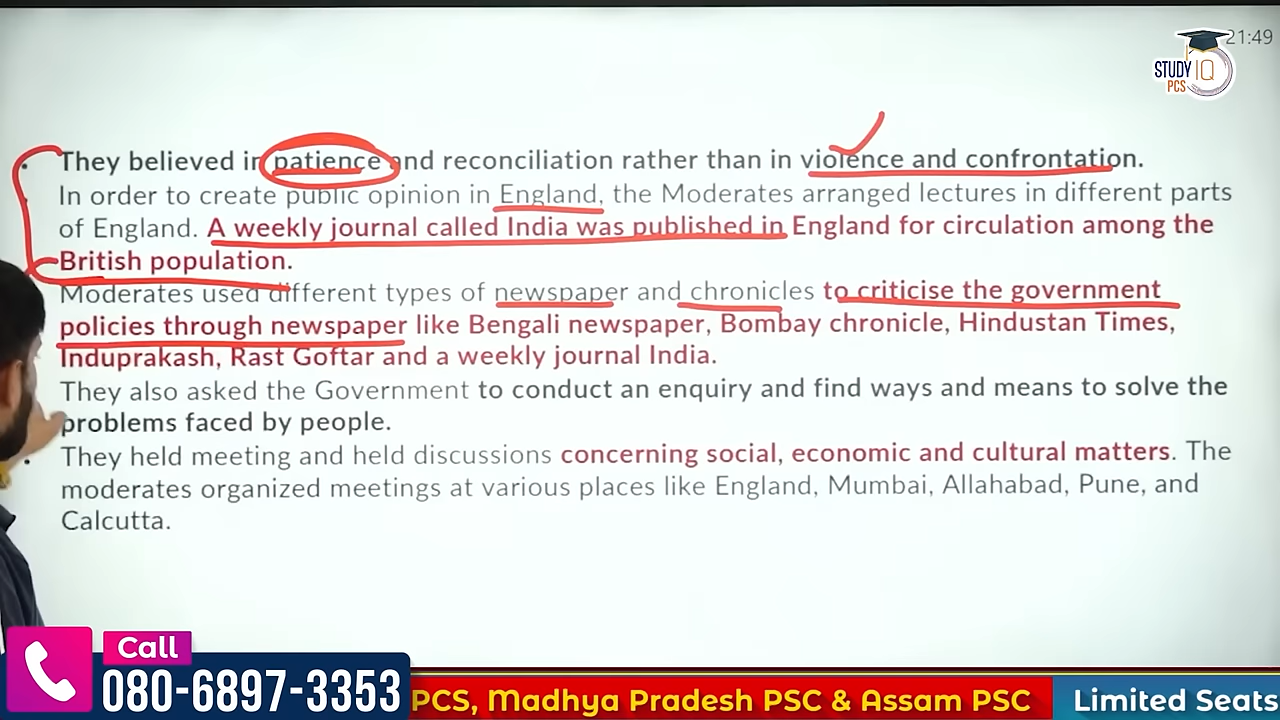 21:49
STUDY IQ
PCS
They believed in patience and reconciliation rather than in violence and confrontation.
In order to create public opinion in England, the Moderates arranged lectures in different parts
of England. A weekly journal called India was published in England for circulation among the
British population.
Moderates used different types of newspaper and chronicles to criticise the government
policies through newspaper like Bengali newspaper, Bombay chronicle, Hindustan Times,
Induprakash, Rast Goftar and a weekly journal India.
They also asked the Government to conduct an enquiry and find ways and means to solve the
problems faced by people.
• They held meeting and held discussions concerning social, economic and cultural matters. The
moderates organized meetings at various places like England, Mumbai, Allahabad, Pune, and
Calcutta.
Call
080-6897-3353
PCS, Madhya Pradesh PSC & Assam PSC
Limited Seats